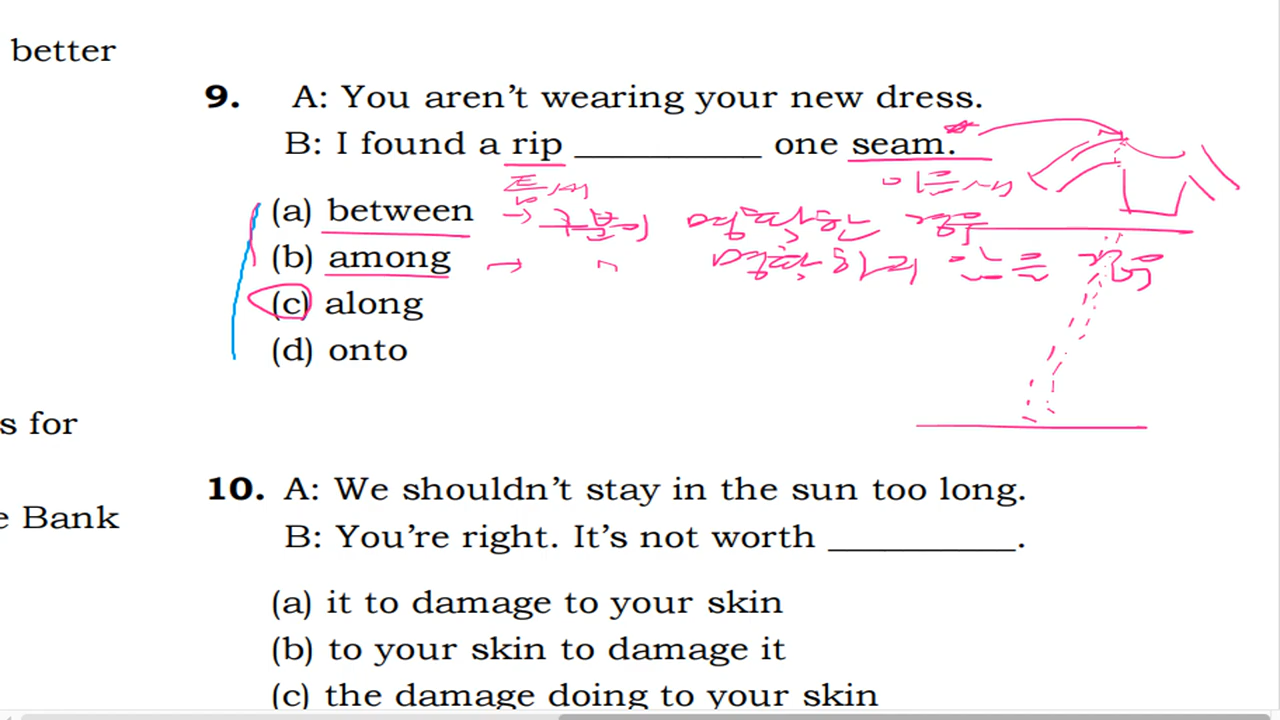 better
9. A: You aren't wearing your new dress.
B: I found a rip __________ one seam.
틈새
이음새
(a) between → 구분이 명확한 경우
(b) among → 〃 명확하지 않은 경우
(c) along
(d) onto
s for
10. A: We shouldn't stay in the sun too long.
e Bank
B: You're right. It's not worth __________.
(a) it to damage to your skin
(b) to your skin to damage it
(c) the damage doing to your skin